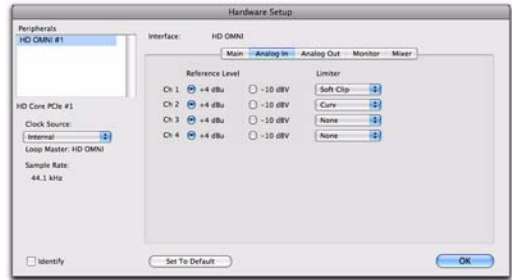 Hardware Setup
Peripherals
HD OMNI #1
Interface: HD OMNI
Main Analog In Analog Out Monitor Mixer
Reference Level Limiter
Ch 1 +4 dBu -10 dBV Soft Clip
Ch 2 +4 dBu -10 dBV Curv
Ch 3 +4 dBu -10 dBV None
Ch 4 +4 dBu -10 dBV None
HD Core PCIe #1
Clock Source:
Internal
Loop Master: HD OMNI
Sample Rate:
44.1 kHz
Identify
Set To Default
OK